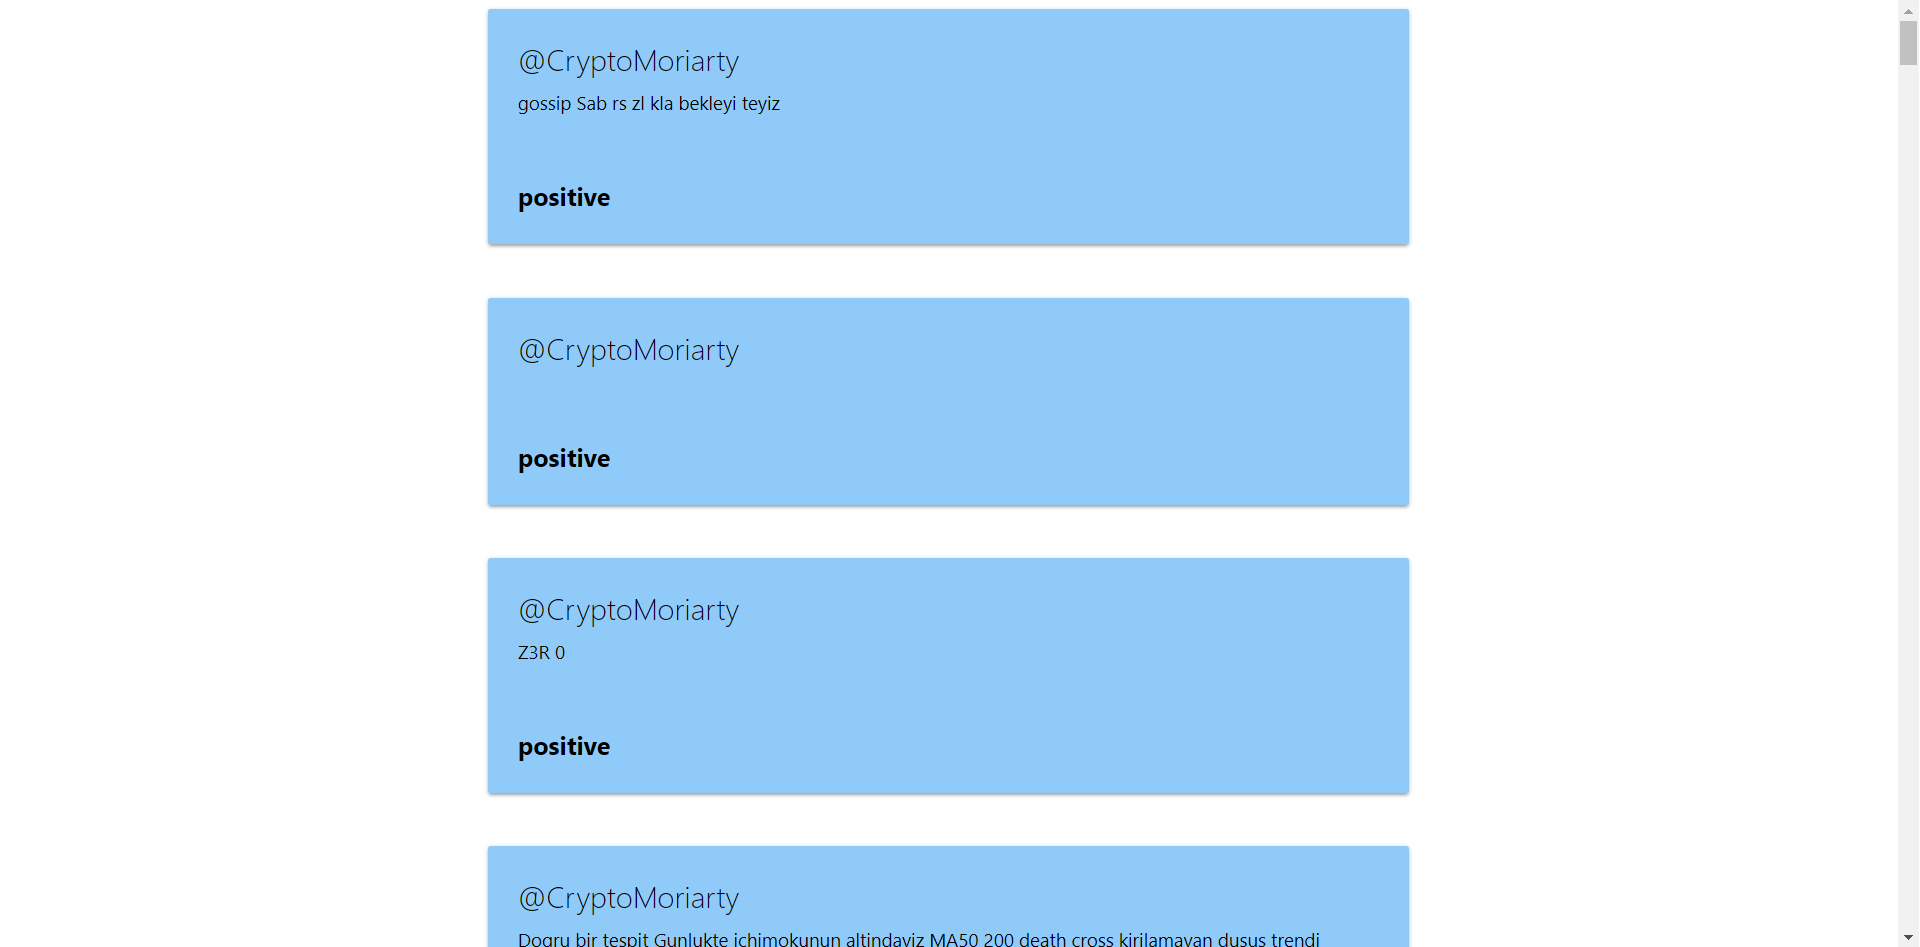 @CryptoMoriarty
gossip Sab rs zl kla bekleyi teyiz
positive
@CryptoMoriarty
positive
@CryptoMoriarty
Z3R 0
positive
@CryptoMoriarty
Dogru bir tespit Gunlukte ichimokunun altindayiz MA50 200 death cross kirilamayan dusus trendi